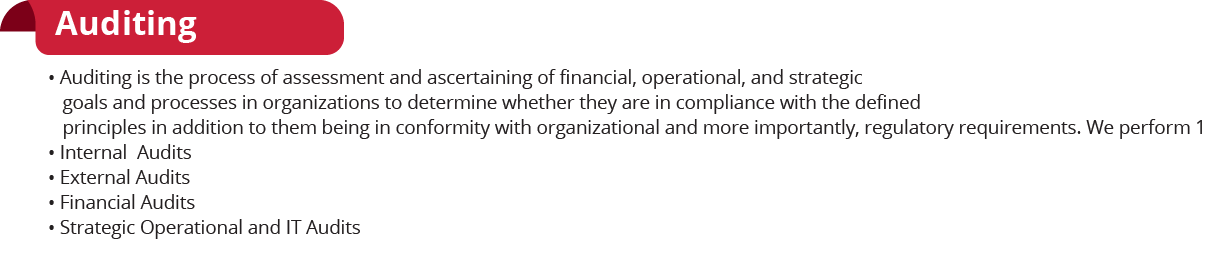 Auditing
• Auditing is the process of assessment and ascertaining of financial, operational, and strategic
goals and processes in organizations to determine whether they are in compliance with the defined
principles in addition to them being in conformity with organizational and more importantly, regulatory requirements. We perform 1
• Internal  Audits
• External Audits
• Financial Audits
• Strategic Operational and IT Audits